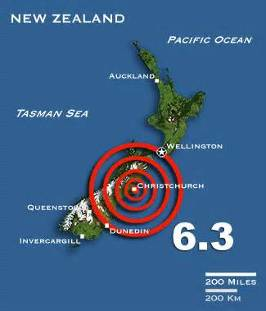 NEW ZEALAND
PACIFIC OCEAN
AUCKLAND
TASMAN SEA
WELLINGTON
CHRISTCHURCH
QUEENSTOWN
DUNEDIN
INVERCARGILL
6.3
200 MILES
200 KM